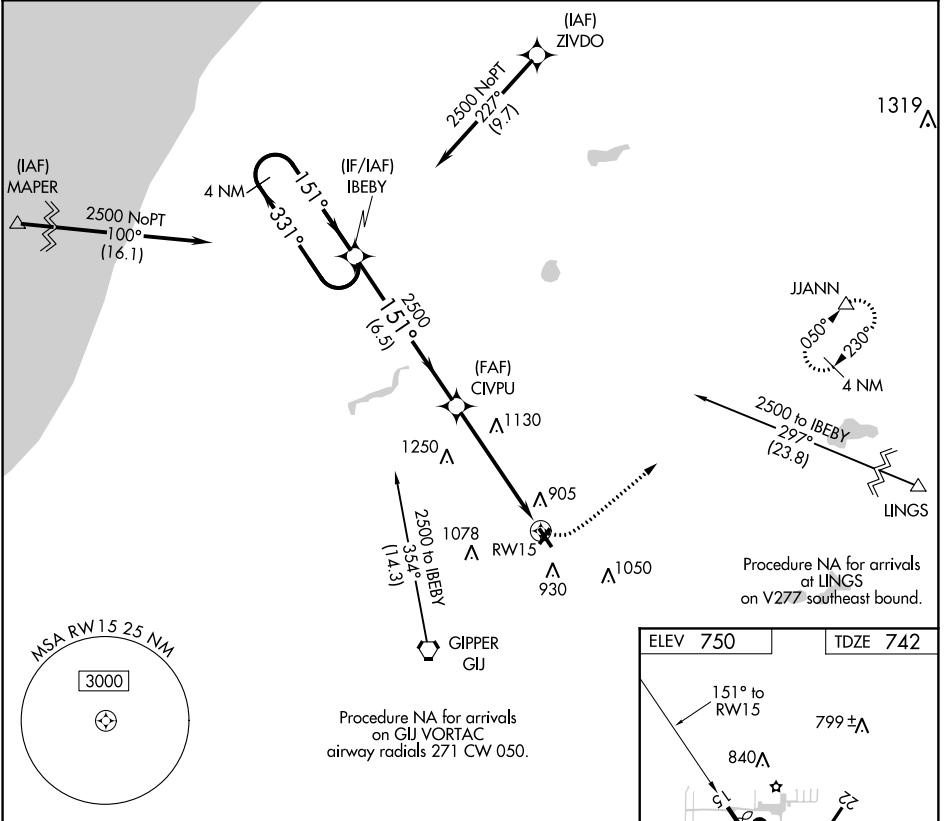 (IAF)
ZIVDO
2500 NoPT
227°
(9.7)
1319
(IAF)
MAPER
2500 NoPT
100°
(16.1)
4 NM
151°
331°
(IF/IAF)
IBEBY
2500
151°
(6.5)
JJANN
050°
230°
4 NM
(FAF)
CIVPU
1130
1250
2500 to IBEBY
297°
(23.8)
LINGS
905
1078
RW15
930
1050
2500 to IBEBY
354°
(14.3)
Procedure NA for arrivals
at LINGS
on V277 southeast bound.
GIPPER
GIJ
MSA RW15 25 NM
3000
Procedure NA for arrivals
on GIJ VORTAC
airway radials 271 CW 050.
ELEV 750
TDZE 742
151° to
RW15
799 ±
840
15
22